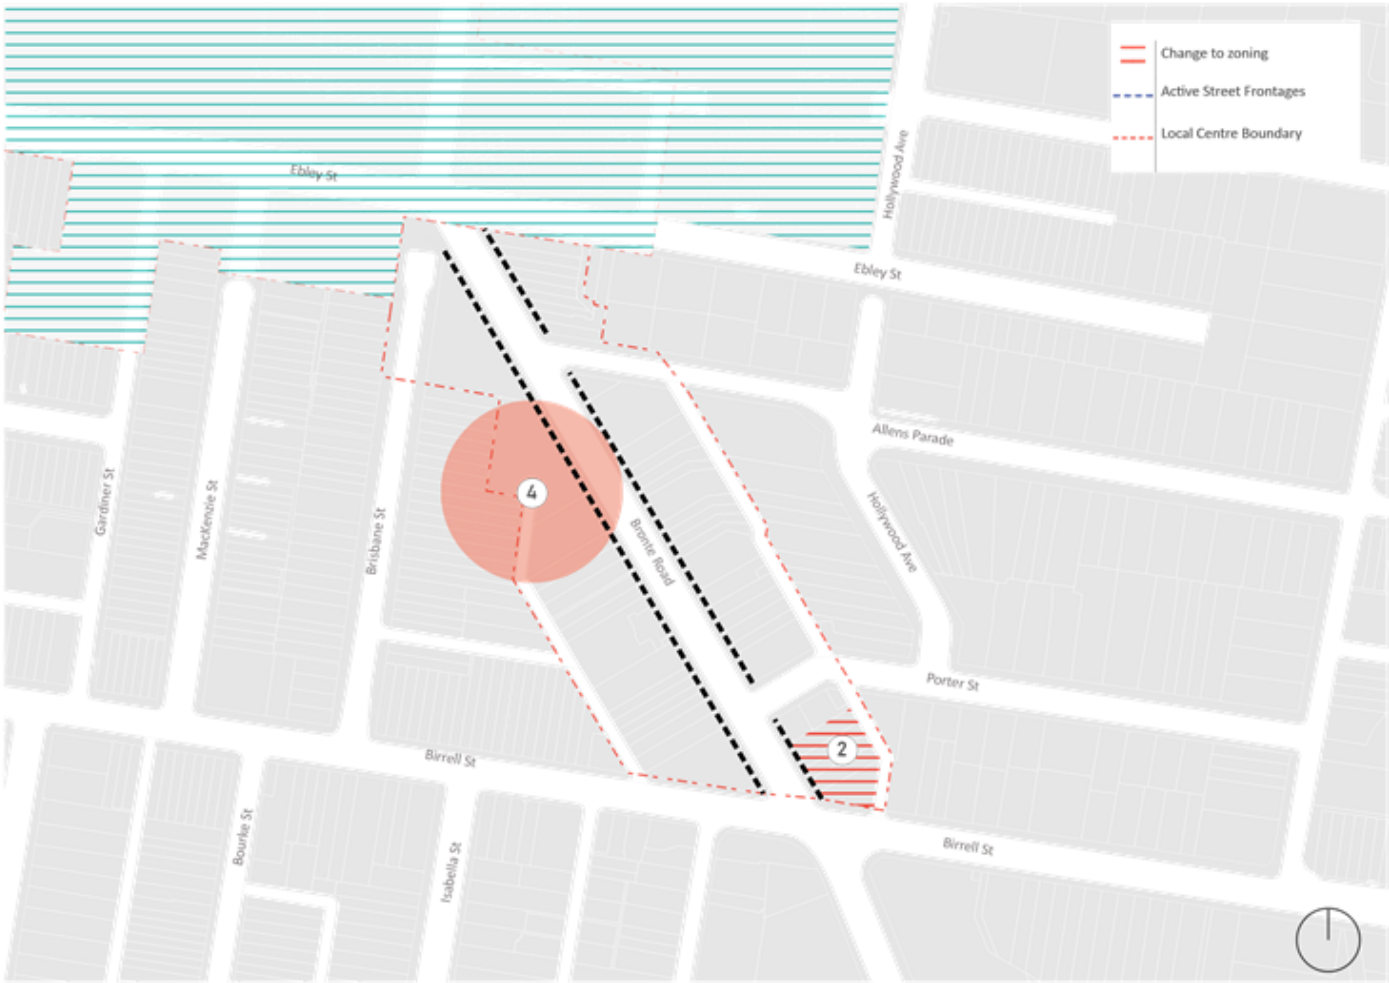 Change to zoning
Active Street Frontages
Local Centre Boundary
Ebley St
Hollywood Ave
Ebley St
Allens Parade
Gardiner St
MacKenzie St
Brisbane St
4
Bronte Road
Hollywood Ave
Porter St
2
Birrell St
Bourke St
Isabella St
Birrell St